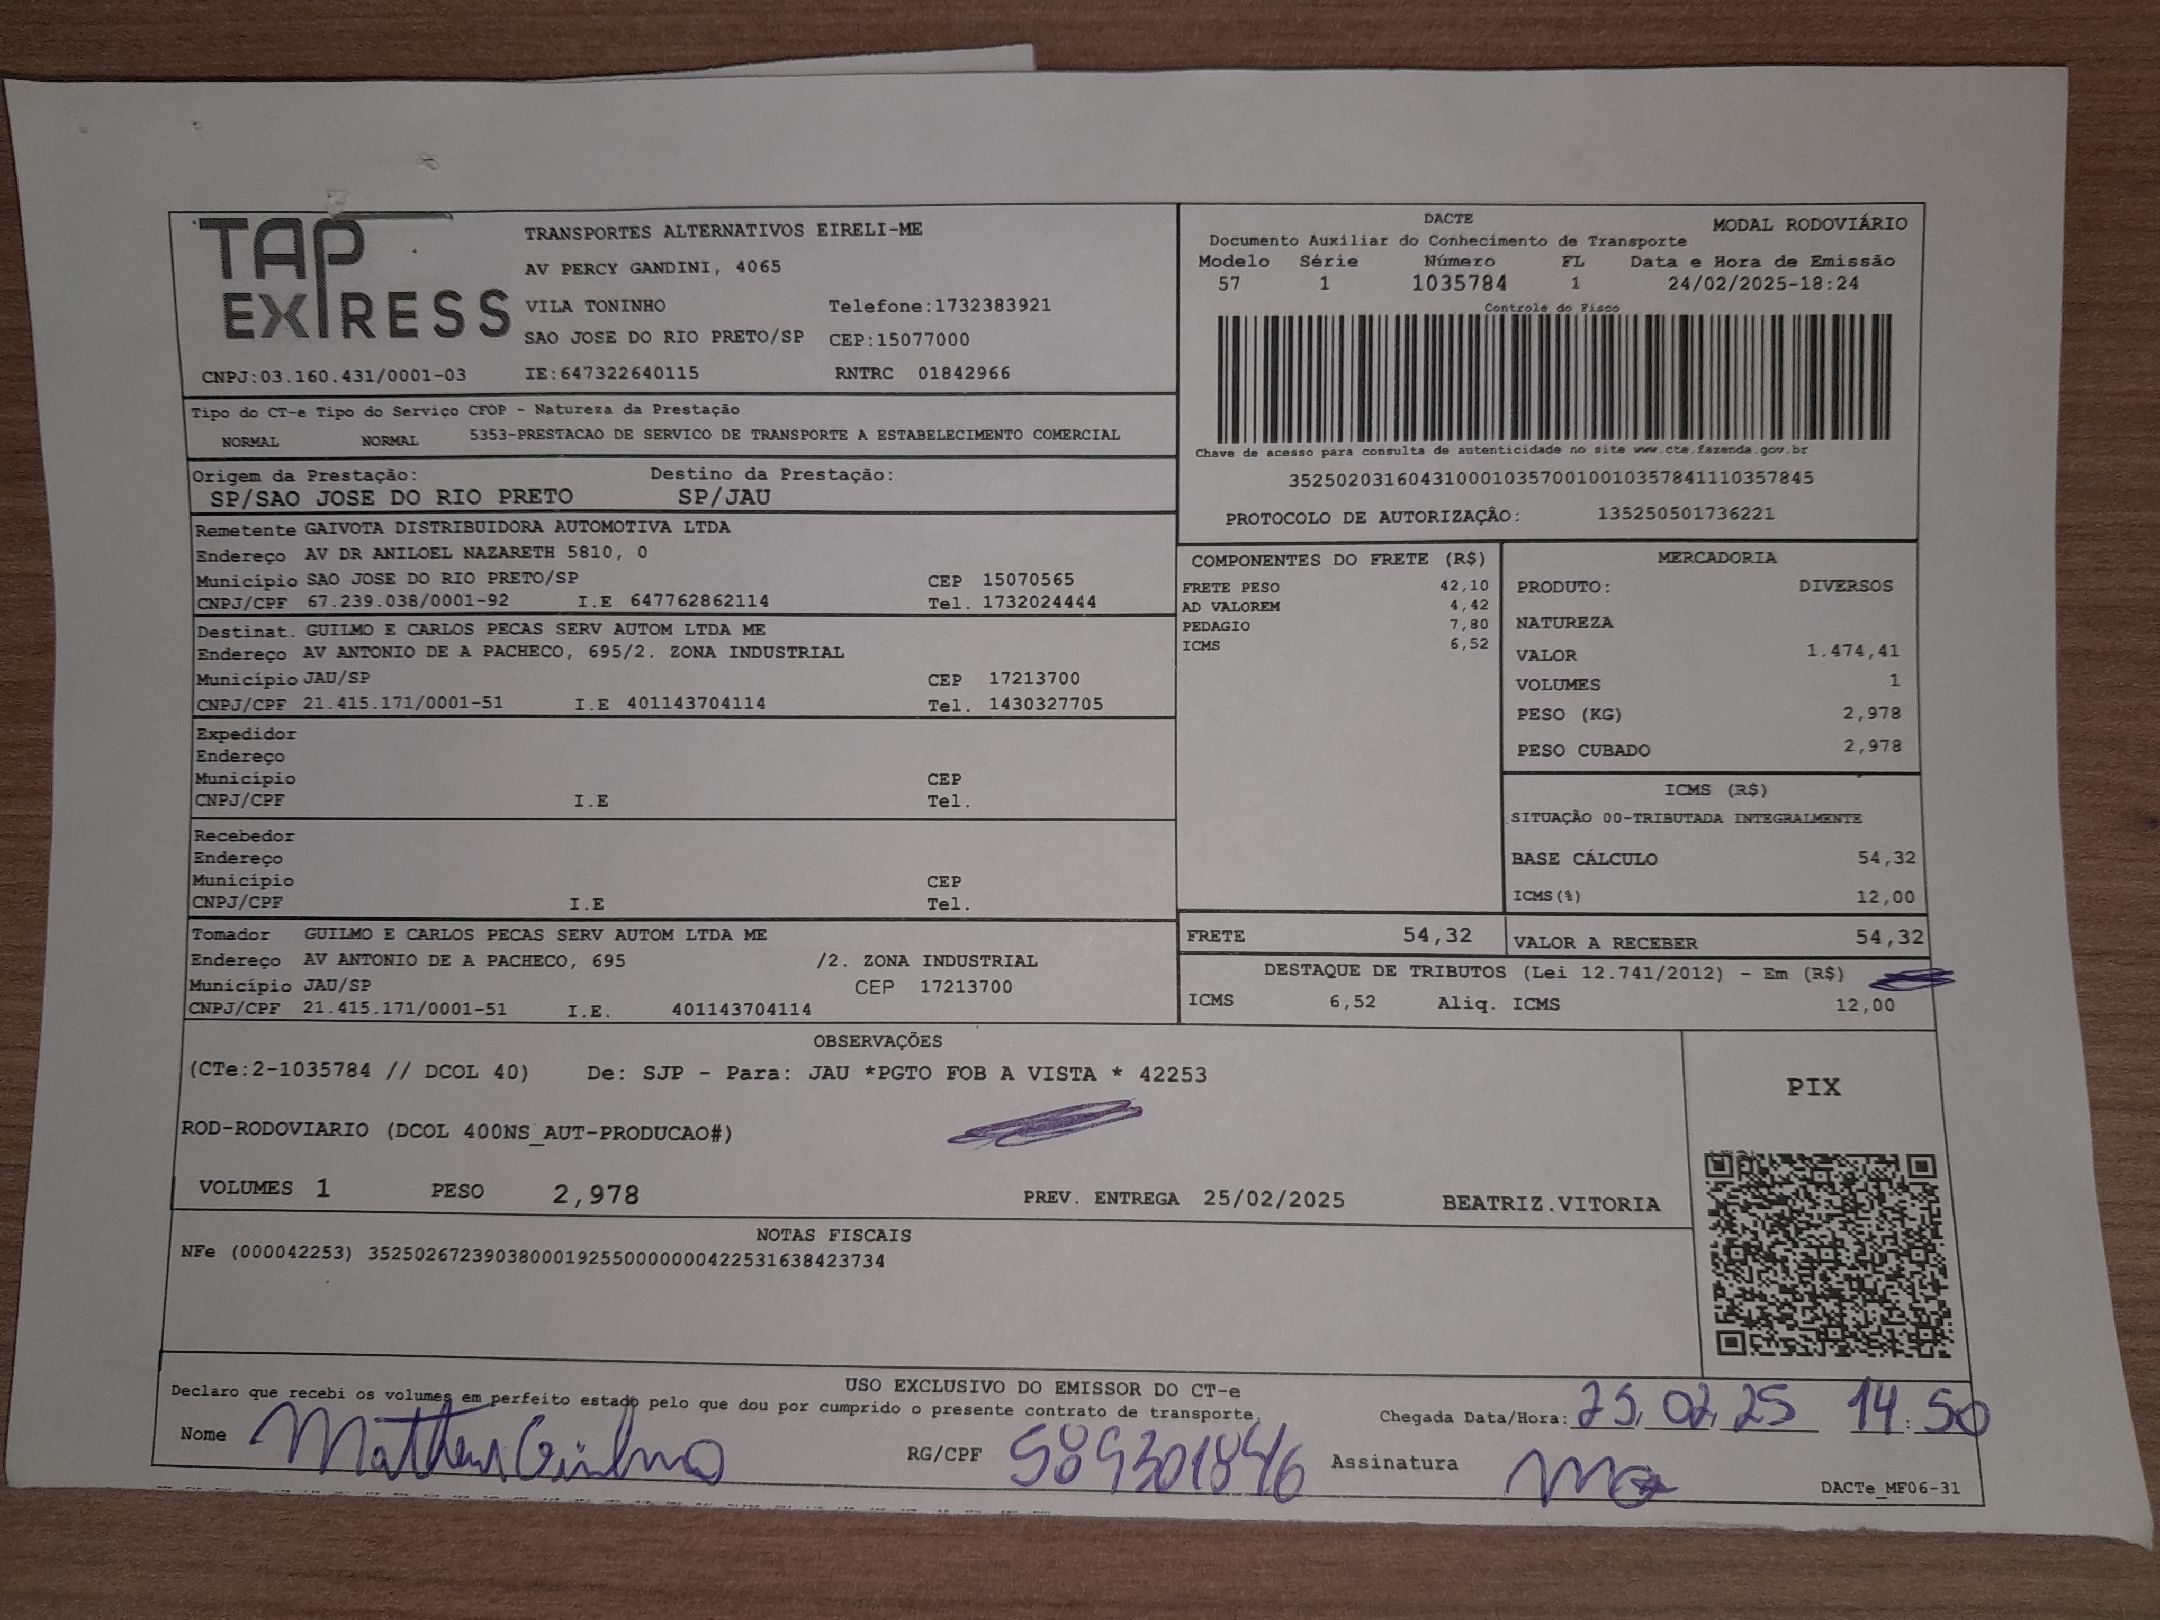 TAP EXPRESS
TRANSPORTES ALTERNATIVOS EIRELI-ME
AV PERCY GANDINI, 4065
VILA TONINHO Telefone:1732383921
SAO JOSE DO RIO PRETO/SP CEP:15077000
CNPJ:03.160.431/0001-03 IE:647322640115 RNTRC 01842966
DACTE MODAL RODOVIÁRIO
Documento Auxiliar do Conhecimento de Transporte
Modelo Série Número FL Data e Hora de Emissão
57 1 1035784 1 24/02/2025-18:24
Controle do Fisco
Chave de acesso para consulta de autenticidade no site www.cte.fazenda.gov.br
35250203160431000103570010010357841110357845
PROTOCOLO DE AUTORIZAÇÂO: 135250501736221
Tipo do CT-e Tipo do Serviço CFOP - Natureza da Prestação
NORMAL NORMAL 5353-PRESTACAO DE SERVICO DE TRANSPORTE A ESTABELECIMENTO COMERCIAL
Origem da Prestação: Destino da Prestação:
SP/SAO JOSE DO RIO PRETO SP/JAU
Remetente GAIVOTA DISTRIBUIDORA AUTOMOTIVA LTDA
Endereço AV DR ANILOEL NAZARETH 5810, 0
Município SAO JOSE DO RIO PRETO/SP CEP 15070565
CNPJ/CPF 67.239.038/0001-92 I.E 647762862114 Tel. 1732024444
Destinat. GUILMO E CARLOS PECAS SERV AUTOM LTDA ME
Endereço AV ANTONIO DE A PACHECO, 695/2. ZONA INDUSTRIAL
Município JAU/SP CEP 17213700
CNPJ/CPF 21.415.171/0001-51 I.E 401143704114 Tel. 1430327705
Expedidor
Endereço
Município CEP
CNPJ/CPF I.E Tel.
Recebedor
Endereço
Município CEP
CNPJ/CPF I.E Tel.
Tomador GUILMO E CARLOS PECAS SERV AUTOM LTDA ME
Endereço AV ANTONIO DE A PACHECO, 695 /2. ZONA INDUSTRIAL
Município JAU/SP CEP 17213700
CNPJ/CPF 21.415.171/0001-51 I.E. 401143704114
COMPONENTES DO FRETE (R$)
FRETE PESO 42,10
AD VALOREM 4,42
PEDAGIO 7,80
ICMS 6,52
MERCADORIA
PRODUTO: DIVERSOS
NATUREZA
VALOR 1.474,41
VOLUMES 1
PESO (KG) 2,978
PESO CUBADO 2,978
ICMS (R$)
SITUAÇÃO 00-TRIBUTADA INTEGRALMENTE
BASE CÁLCULO 54,32
ICMS(%) 12,00
FRETE 54,32 VALOR A RECEBER 54,32
DESTAQUE DE TRIBUTOS (Lei 12.741/2012) - Em (R$)
ICMS 6,52 Aliq. ICMS 12,00
OBSERVAÇÕES
(CTe:2-1035784 // DCOL 40) De: SJP - Para: JAU *PGTO FOB A VISTA * 42253
ROD-RODOVIARIO (DCOL 400NS_AUT-PRODUCAO#)
VOLUMES 1 PESO 2,978 PREV. ENTREGA 25/02/2025 BEATRIZ.VITORIA
PIX
NOTAS FISCAIS
NFe (000042253) 35250267239038000192550000000422531638423734
USO EXCLUSIVO DO EMISSOR DO CT-e
Declaro que recebi os volumes em perfeito estado pelo que dou por cumprido o presente contrato de transporte.
Chegada Data/Hora: 25/02/25 14:50
Nome Matheus RG/CPF 589301846 Assinatura
DACTe_MF06-31